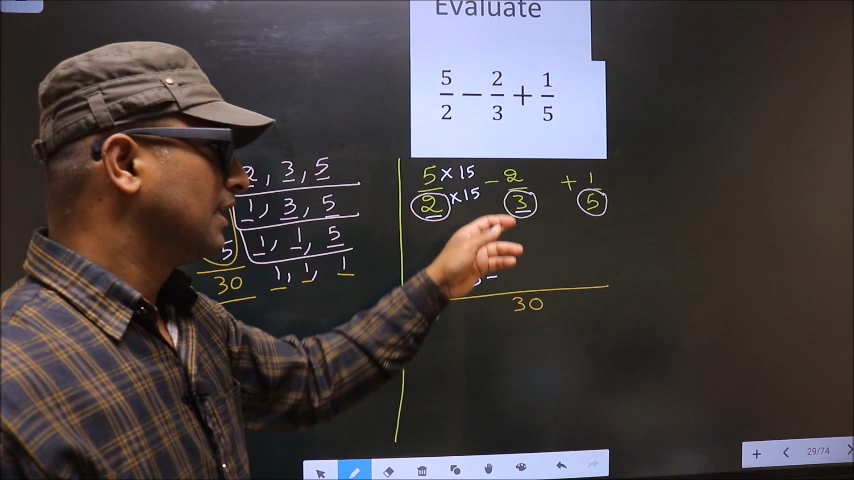 Evaluate
5/2 − 2/3 + 1/5
2, 3, 5
1, 3, 5
5 1, 1, 5
30 1, 1, 1
5 × 15 − 2 + 1
2 × 15 3 5
−
30
29/74